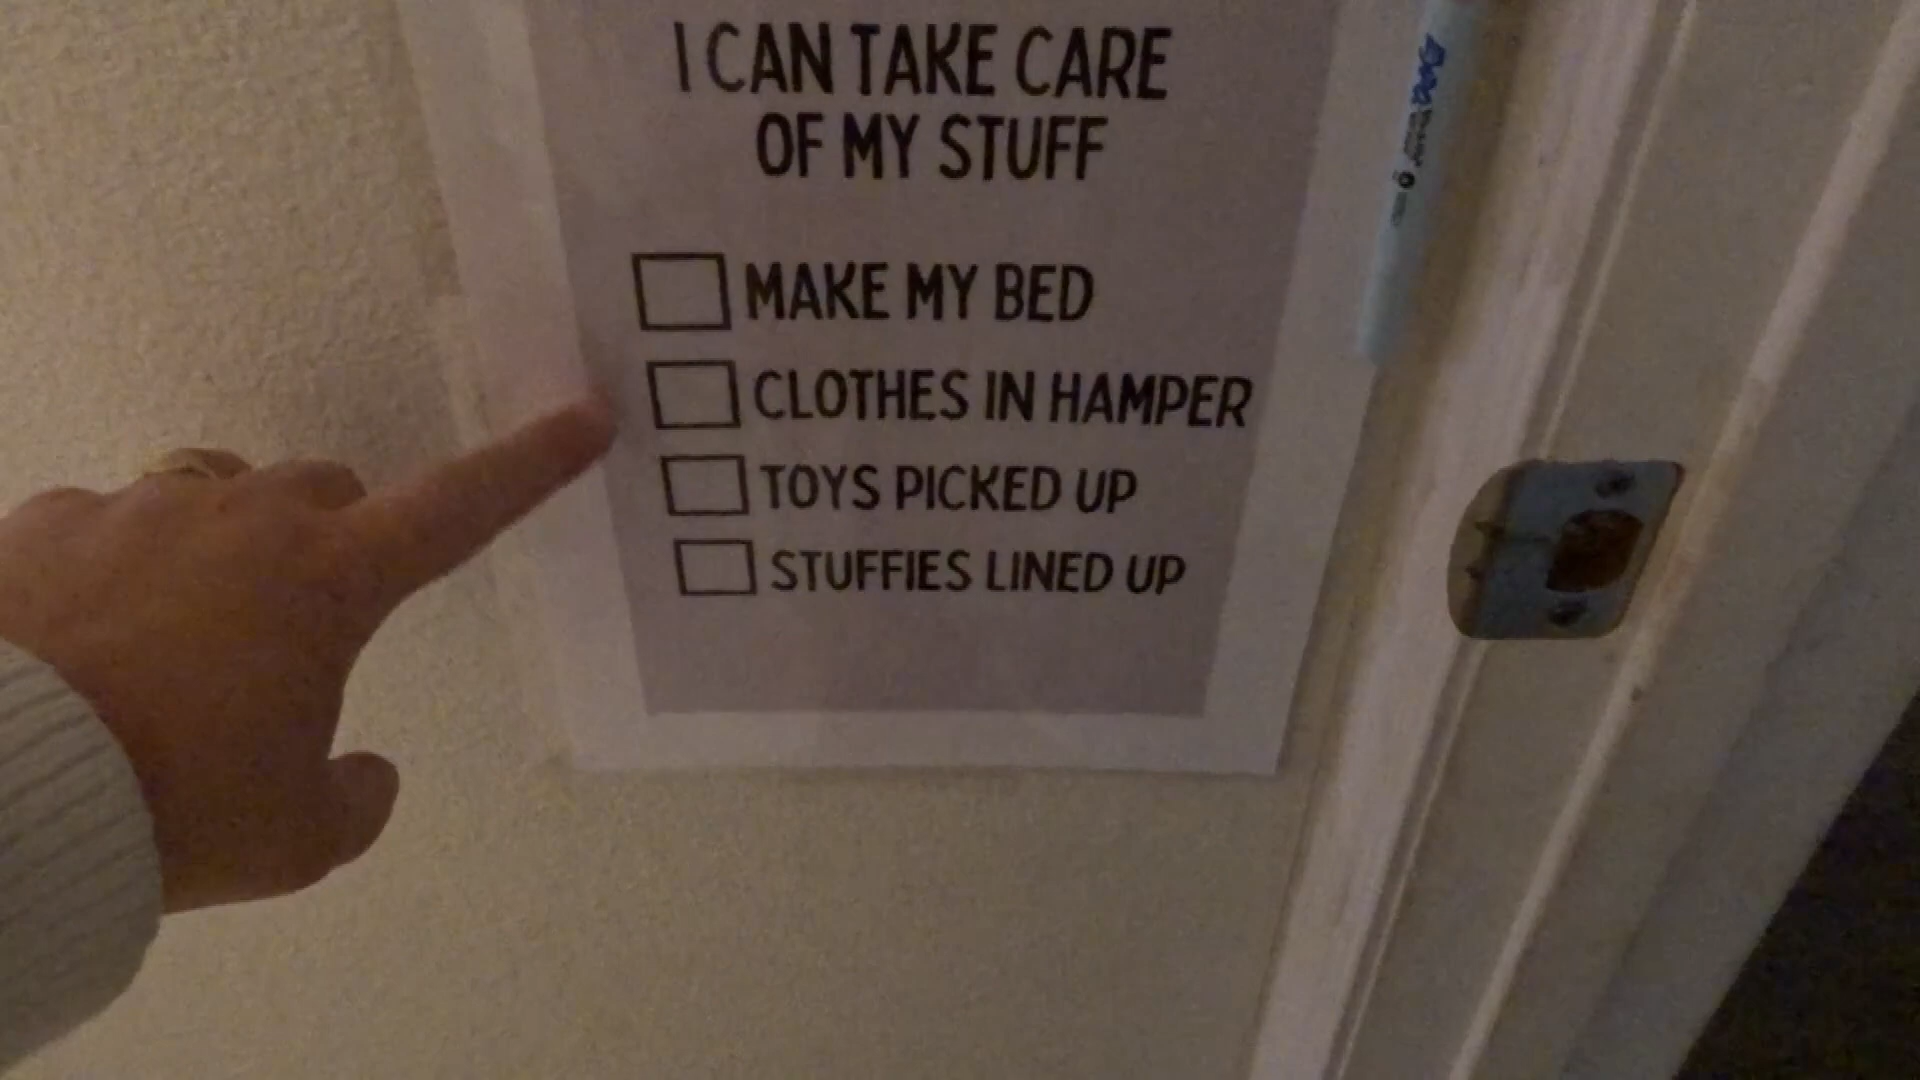 I CAN TAKE CARE
OF MY STUFF
MAKE MY BED
CLOTHES IN HAMPER
TOYS PICKED UP
STUFFIES LINED UP